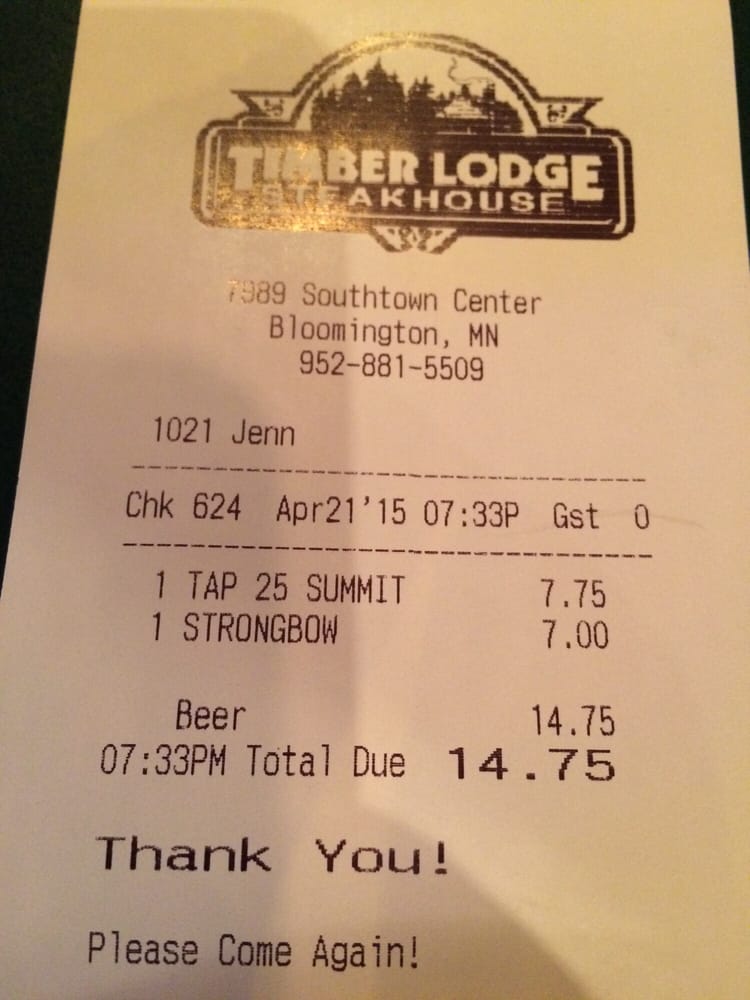 TIMBER LODGE
STEAKHOUSE
7989 Southtown Center
Bloomington, MN
952-881-5509
1021 Jenn
Chk 624 Apr21'15 07:33P Gst 0
1 TAP 25 SUMMIT 7.75
1 STRONGBOW 7.00
Beer 14.75
07:33PM Total Due 14.75
Thank You!
Please Come Again!